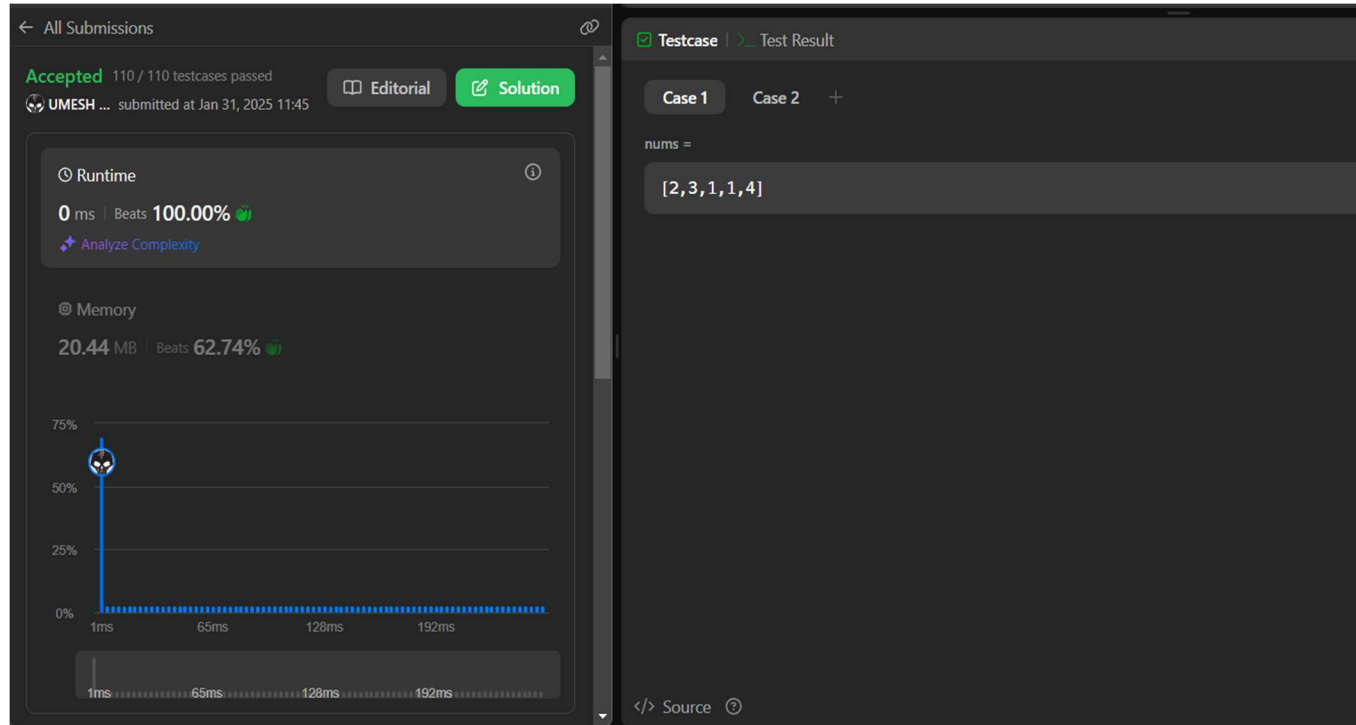 All Submissions
Accepted 110 / 110 testcases passed
UMESH ... submitted at Jan 31, 2025 11:45
Editorial
Solution
Runtime
0 ms | Beats 100.00%
Analyze Complexity
Memory
20.44 MB | Beats 62.74%
75%
50%
25%
0%
1ms 65ms 128ms 192ms
1ms 65ms 128ms 192ms
Testcase | >_ Test Result
Case 1 Case 2 +
nums =
[2,3,1,1,4]
</> Source